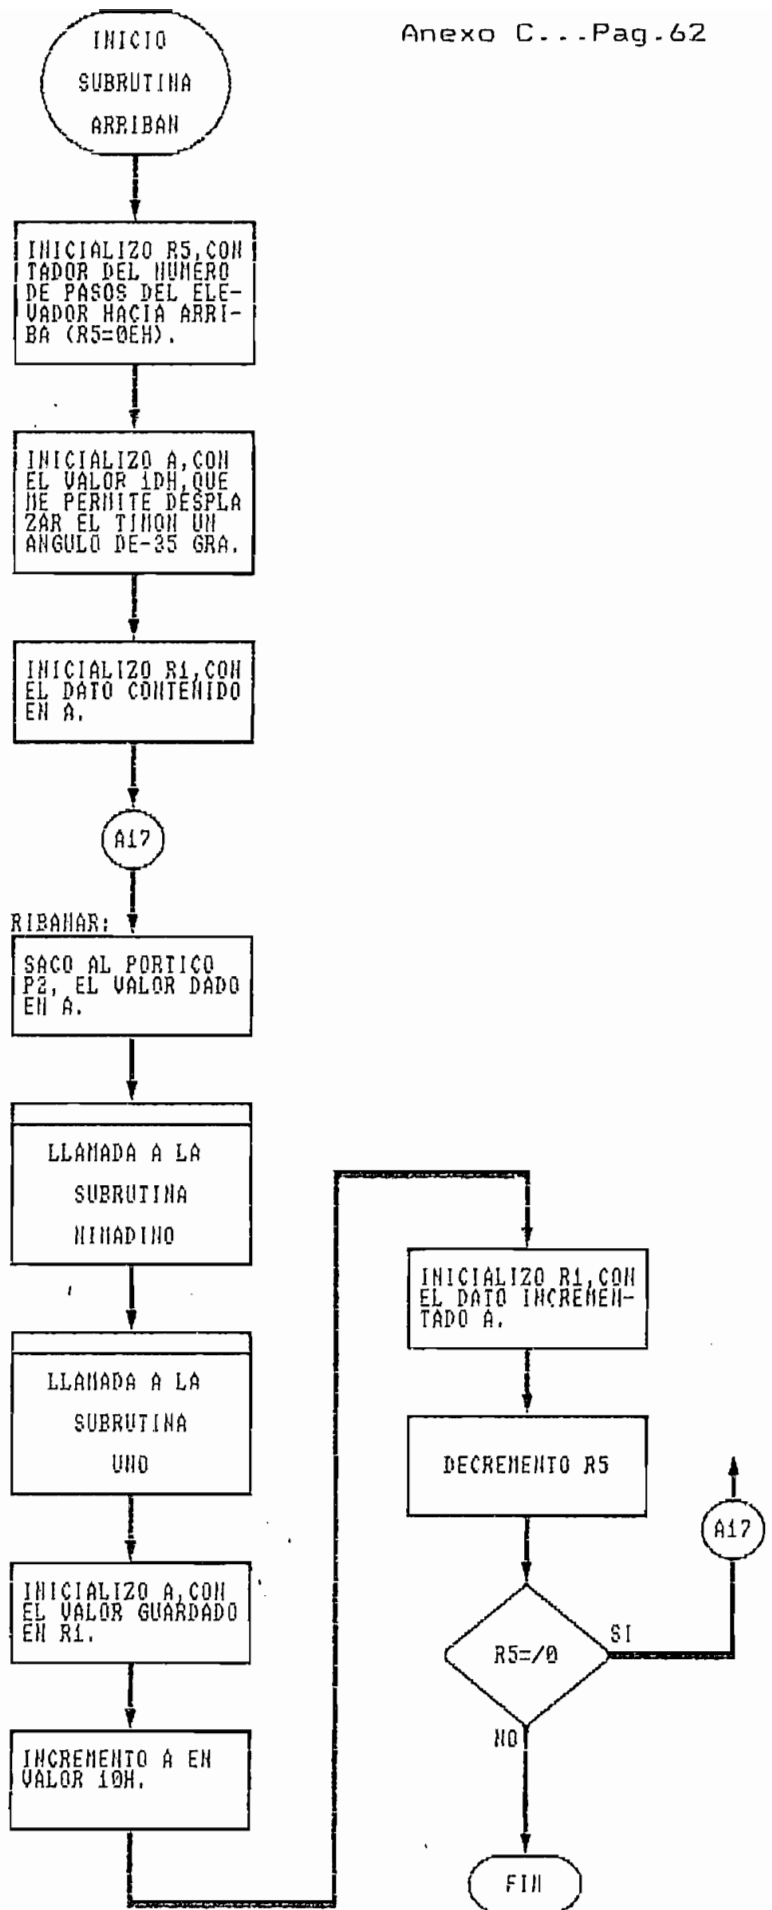 Anexo C...Pag.62
INICIO
SUBRUTINA
ARRIBAN
INICIALIZO R5,CON
TADOR DEL NUMERO
DE PASOS DEL ELE-
VADOR HACIA ARRI-
BA (R5=0EH).
INICIALIZO A,CON
EL VALOR 1DH,QUE
ME PERMITE DESPLA
ZAR EL TIMON UN
ANGULO DE-35 GRA.
INICIALIZO R1,CON
EL DATO CONTENIDO
EN A.
A17
RIBANAR:
SACO AL PORTICO
P2, EL VALOR DADO
EN A.
LLAMADA A LA
SUBRUTINA
NIMADINO
LLAMADA A LA
SUBRUTINA
UNO
INICIALIZO A,CON
EL VALOR GUARDADO
EN R1.
INCREMENTO A EN
VALOR 10H.
INICIALIZO R1,CON
EL DATO INCREMEN-
TADO A.
DECREMENTO R5
A17
R5=/0
SI
NO
FIN